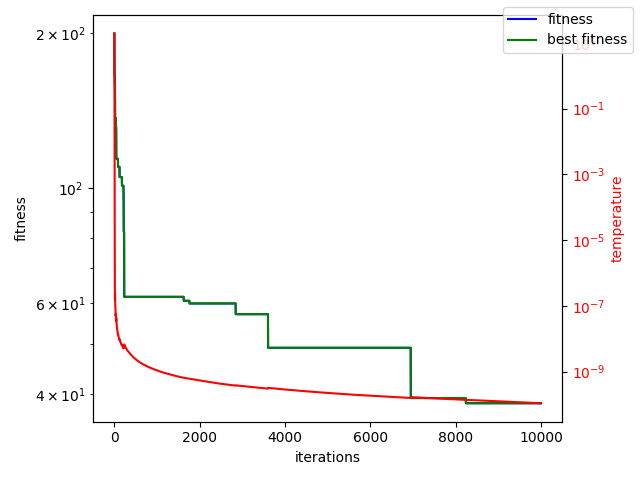 fitness
best fitness
2 × 10²
10²
6 × 10¹
4 × 10¹
fitness
10⁻¹
10⁻³
10⁻⁵
10⁻⁷
10⁻⁹
temperature
0 2000 4000 6000 8000 10000
iterations